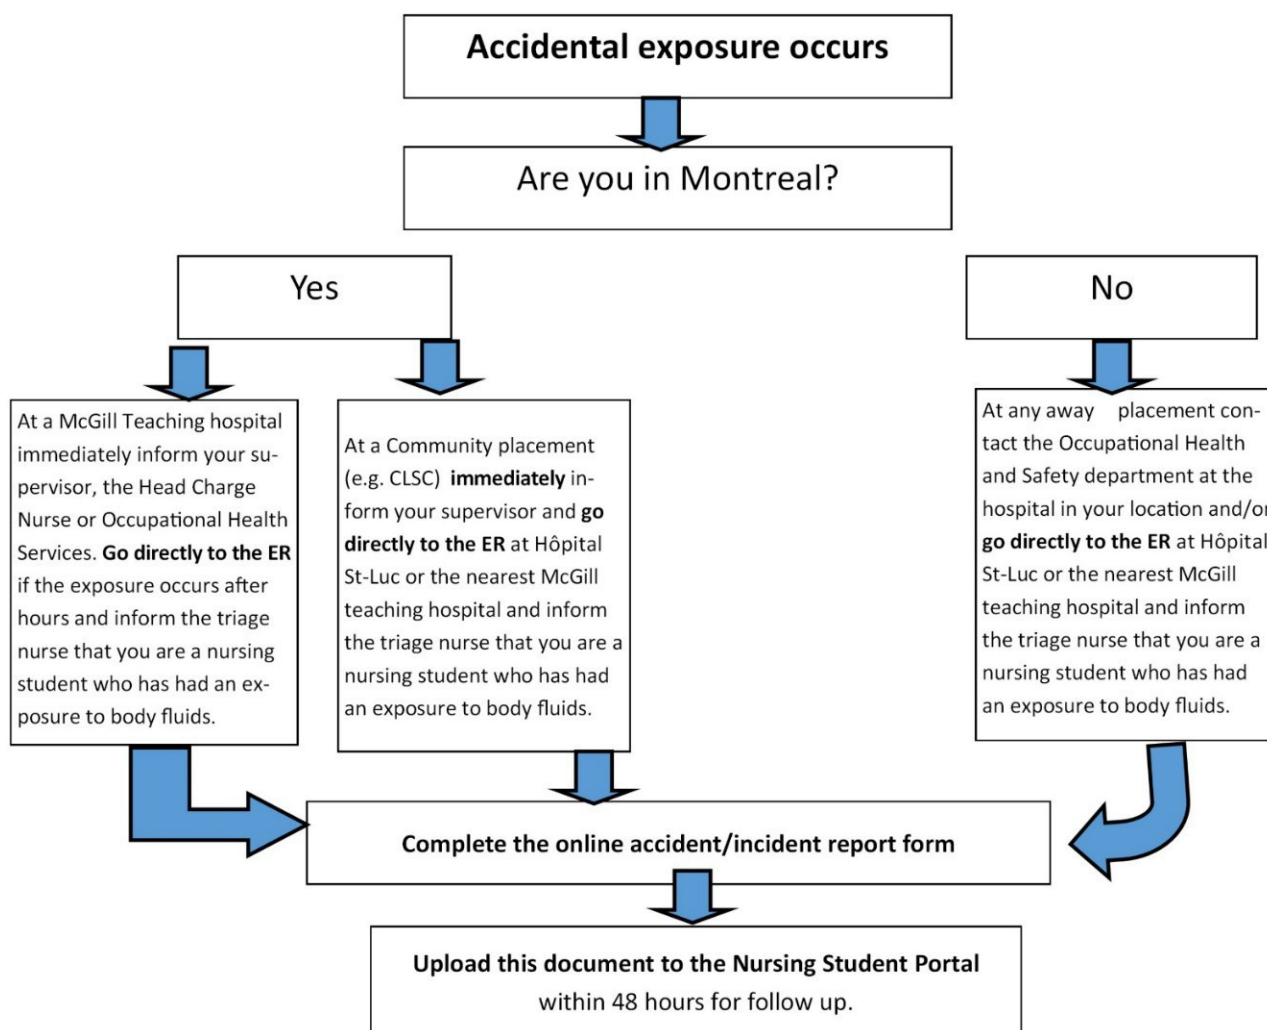 Accidental exposure occurs
Are you in Montreal?
Yes
No
At a McGill Teaching hospital
immediately inform your su-
pervisor, the Head Charge
Nurse or Occupational Health
Services. Go directly to the ER
if the exposure occurs after
hours and inform the triage
nurse that you are a nursing
student who has had an ex-
posure to body fluids.
At a Community placement
(e.g. CLSC) immediately in-
form your supervisor and go
directly to the ER at Hôpital
St-Luc or the nearest McGill
teaching hospital and inform
the triage nurse that you are a
nursing student who has had
an exposure to body fluids.
At any away placement con-
tact the Occupational Health
and Safety department at the
hospital in your location and/or
go directly to the ER at Hôpital
St-Luc or the nearest McGill
teaching hospital and inform
the triage nurse that you are a
nursing student who has had
an exposure to body fluids.
Complete the online accident/incident report form
Upload this document to the Nursing Student Portal
within 48 hours for follow up.